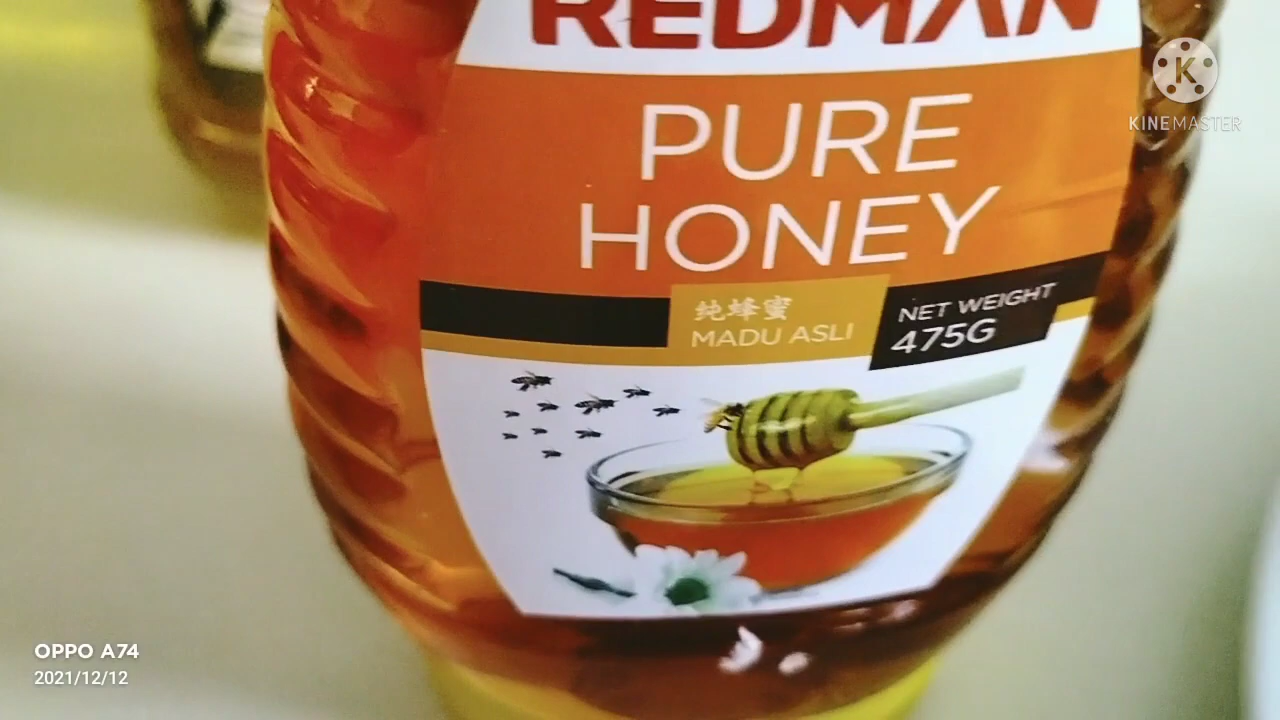 REDMAN
PURE
HONEY
纯蜂蜜
MADU ASLI
NET WEIGHT
475G
K
KINEMASTER
OPPO A74
2021/12/12